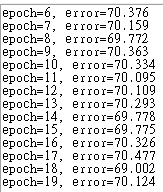 epoch=6, error=70.376
epoch=7, error=70.159
epoch=8, error=69.772
epoch=9, error=70.363
epoch=10, error=70.334
epoch=11, error=70.095
epoch=12, error=70.109
epoch=13, error=70.293
epoch=14, error=69.778
epoch=15, error=69.775
epoch=16, error=70.326
epoch=17, error=70.477
epoch=18, error=69.002
epoch=19, error=70.124